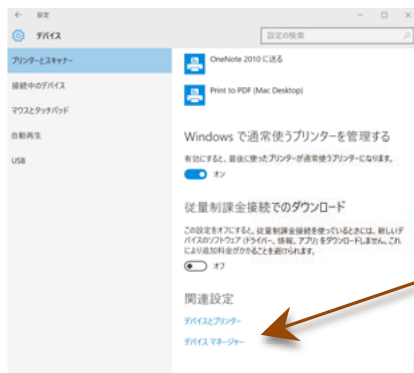 設定
デバイス
設定の検索
プリンターとスキャナー
接続中のデバイス
マウスとタッチパッド
自動再生
USB
OneNote 2010 に送る
Print to PDF (Mac Desktop)
Windows で通常使うプリンターを管理する
有効にすると、最後に使ったプリンターが通常使うプリンターになります。
オン
従量制課金接続でのダウンロード
この設定をオフにすると、従量制課金接続を使っているときには、新しいデ
バイスのソフトウェア (ドライバー、情報、アプリ) をダウンロードしません。これ
により追加料金がかかることを避けられます。
オフ
関連設定
デバイスとプリンター
デバイス マネージャー